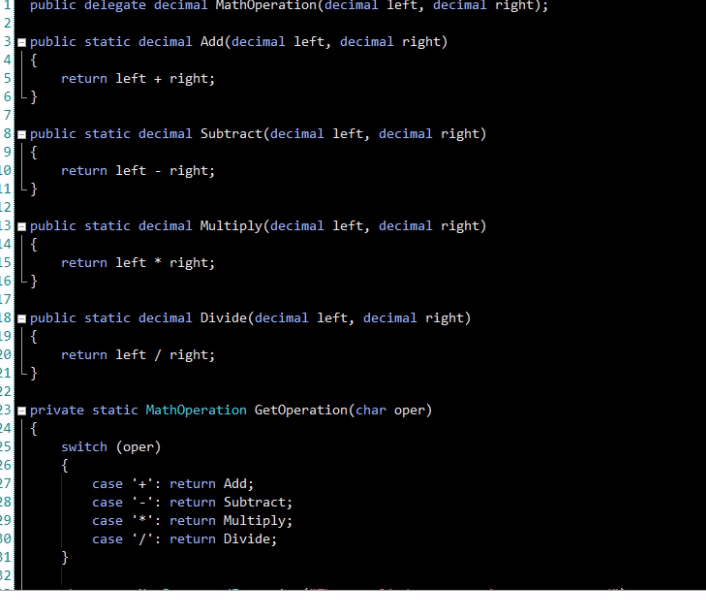 1 public delegate decimal MathOperation(decimal left, decimal right);
2
3 public static decimal Add(decimal left, decimal right)
4 {
5 return left + right;
6 }
7
8 public static decimal Subtract(decimal left, decimal right)
9 {
10 return left - right;
11 }
12
13 public static decimal Multiply(decimal left, decimal right)
14 {
15 return left * right;
16 }
17
18 public static decimal Divide(decimal left, decimal right)
19 {
20 return left / right;
21 }
22
23 private static MathOperation GetOperation(char oper)
24 {
25 switch (oper)
26 {
27 case '+': return Add;
28 case '-': return Subtract;
29 case '*': return Multiply;
30 case '/': return Divide;
31 }
32